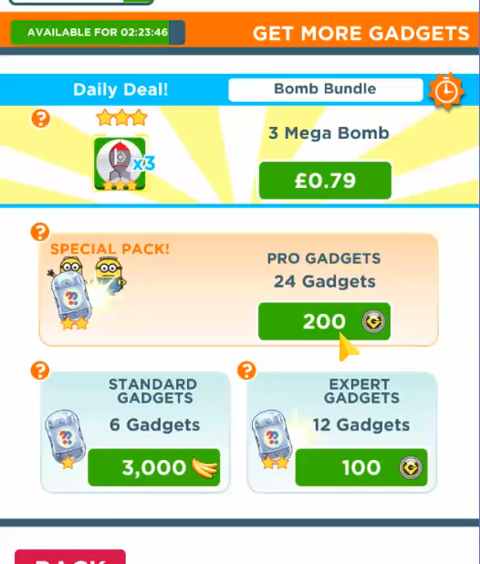 AVAILABLE FOR 02:23:46
GET MORE GADGETS
Daily Deal!
Bomb Bundle
?
x3
3 Mega Bomb
£0.79
?
SPECIAL PACK!
??
PRO GADGETS
24 Gadgets
200
?
STANDARD
GADGETS
??
6 Gadgets
3,000
?
EXPERT
GADGETS
??
12 Gadgets
100
BACK